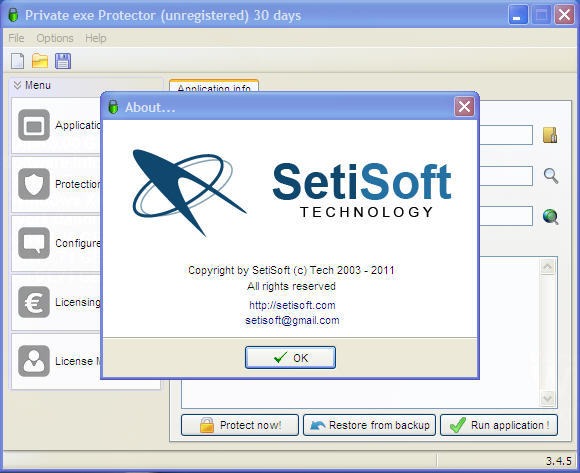 Private exe Protector (unregistered) 30 days
File Options Help
Menu
Application info
About...
SetiSoft
TECHNOLOGY
Copyright by SetiSoft (c) Tech 2003 - 2011
All rights reserved
http://setisoft.com
setisoft@gmail.com
OK
Applicatio
Protection
Configure
Licensing
License M
Protect now!
Restore from backup
Run application !
3.4.5